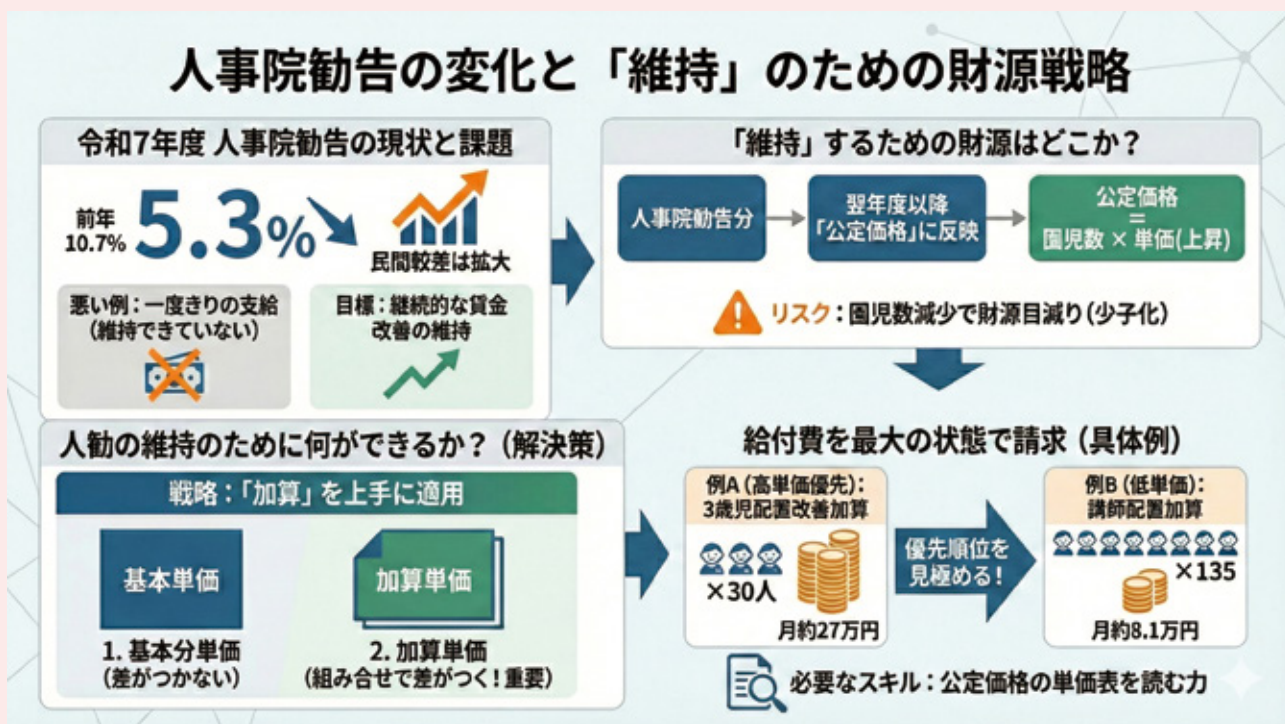 人事院勧告の変化と「維持」のための財源戦略
令和7年度 人事院勧告の現状と課題
前年
10.7%
5.3%
民間較差は拡大
悪い例：一度きりの支給
（維持できていない）
目標：継続的な賃金
改善の維持
「維持」するための財源はどこか？
人事院勧告分
翌年度以降
「公定価格」に反映
公定価格
＝
園児数 × 単価(上昇)
リスク：園児数減少で財源目減り（少子化）
人勧の維持のために何ができるか？（解決策）
戦略：「加算」を上手に適用
基本単価
1. 基本分単価
（差がつかない）
加算単価
2. 加算単価
（組み合せで差がつく！重要）
給付費を最大の状態で請求（具体例）
例A（高単価優先）：
3歳児配置改善加算
×30人
月約27万円
優先順位を
見極める！
例B（低単価）：
講師配置加算
×135
月約8.1万円
必要なスキル：公定価格の単価表を読む力